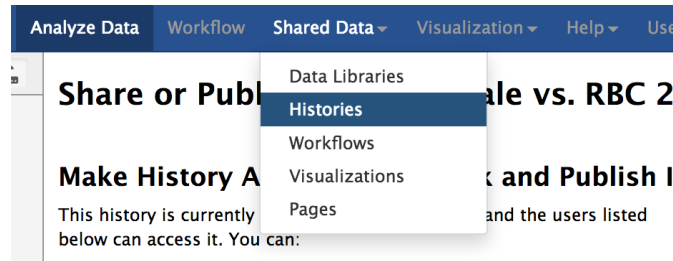 Analyze Data Workflow Shared Data Visualization Help Use
Data Libraries
Histories
Workflows
Visualizations
Pages
Share or Publ ale vs. RBC 2
Make History A k and Publish I
This history is currently and the users listed
below can access it. You can: